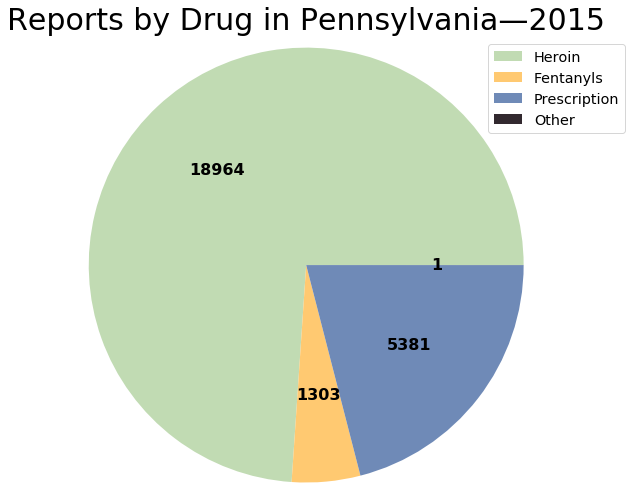 Reports by Drug in Pennsylvania—2015
Heroin
Fentanyls
Prescription
Other
18964
1
5381
1303